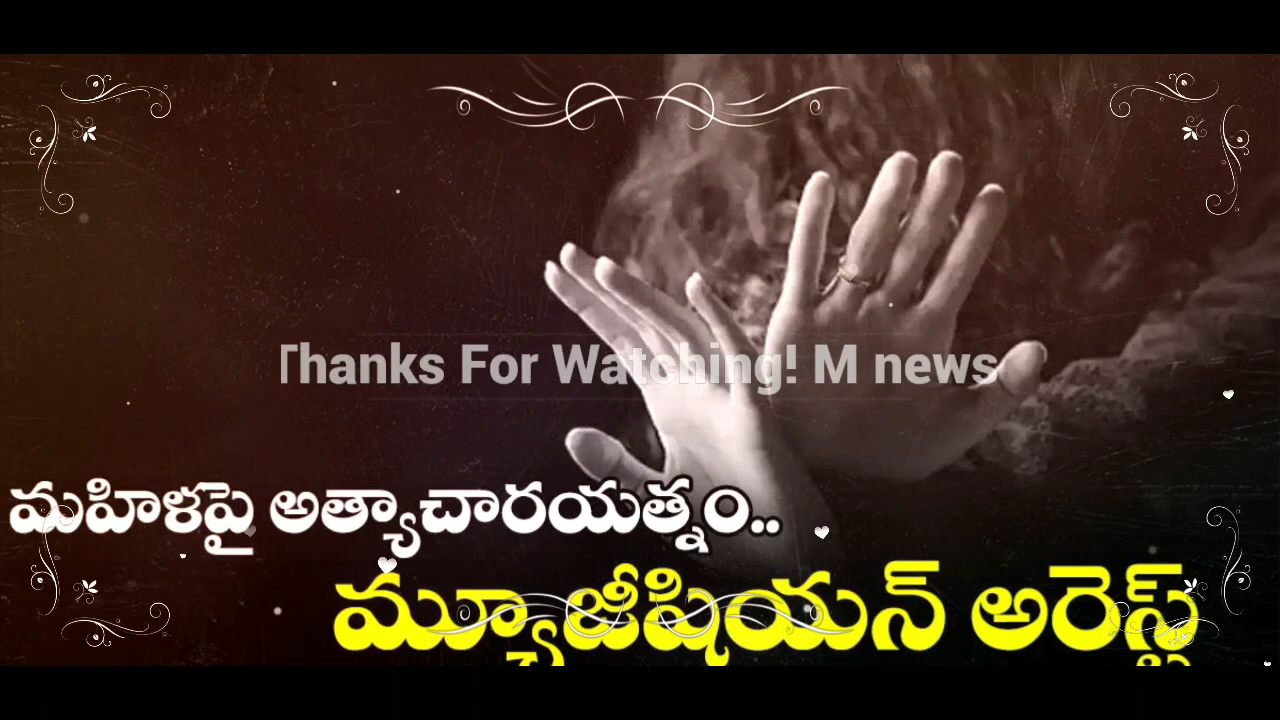 Thanks For Watching! M news
మహిళపై అత్యాచారయత్నం..
మ్యూజీషియన్ అరెస్ట్